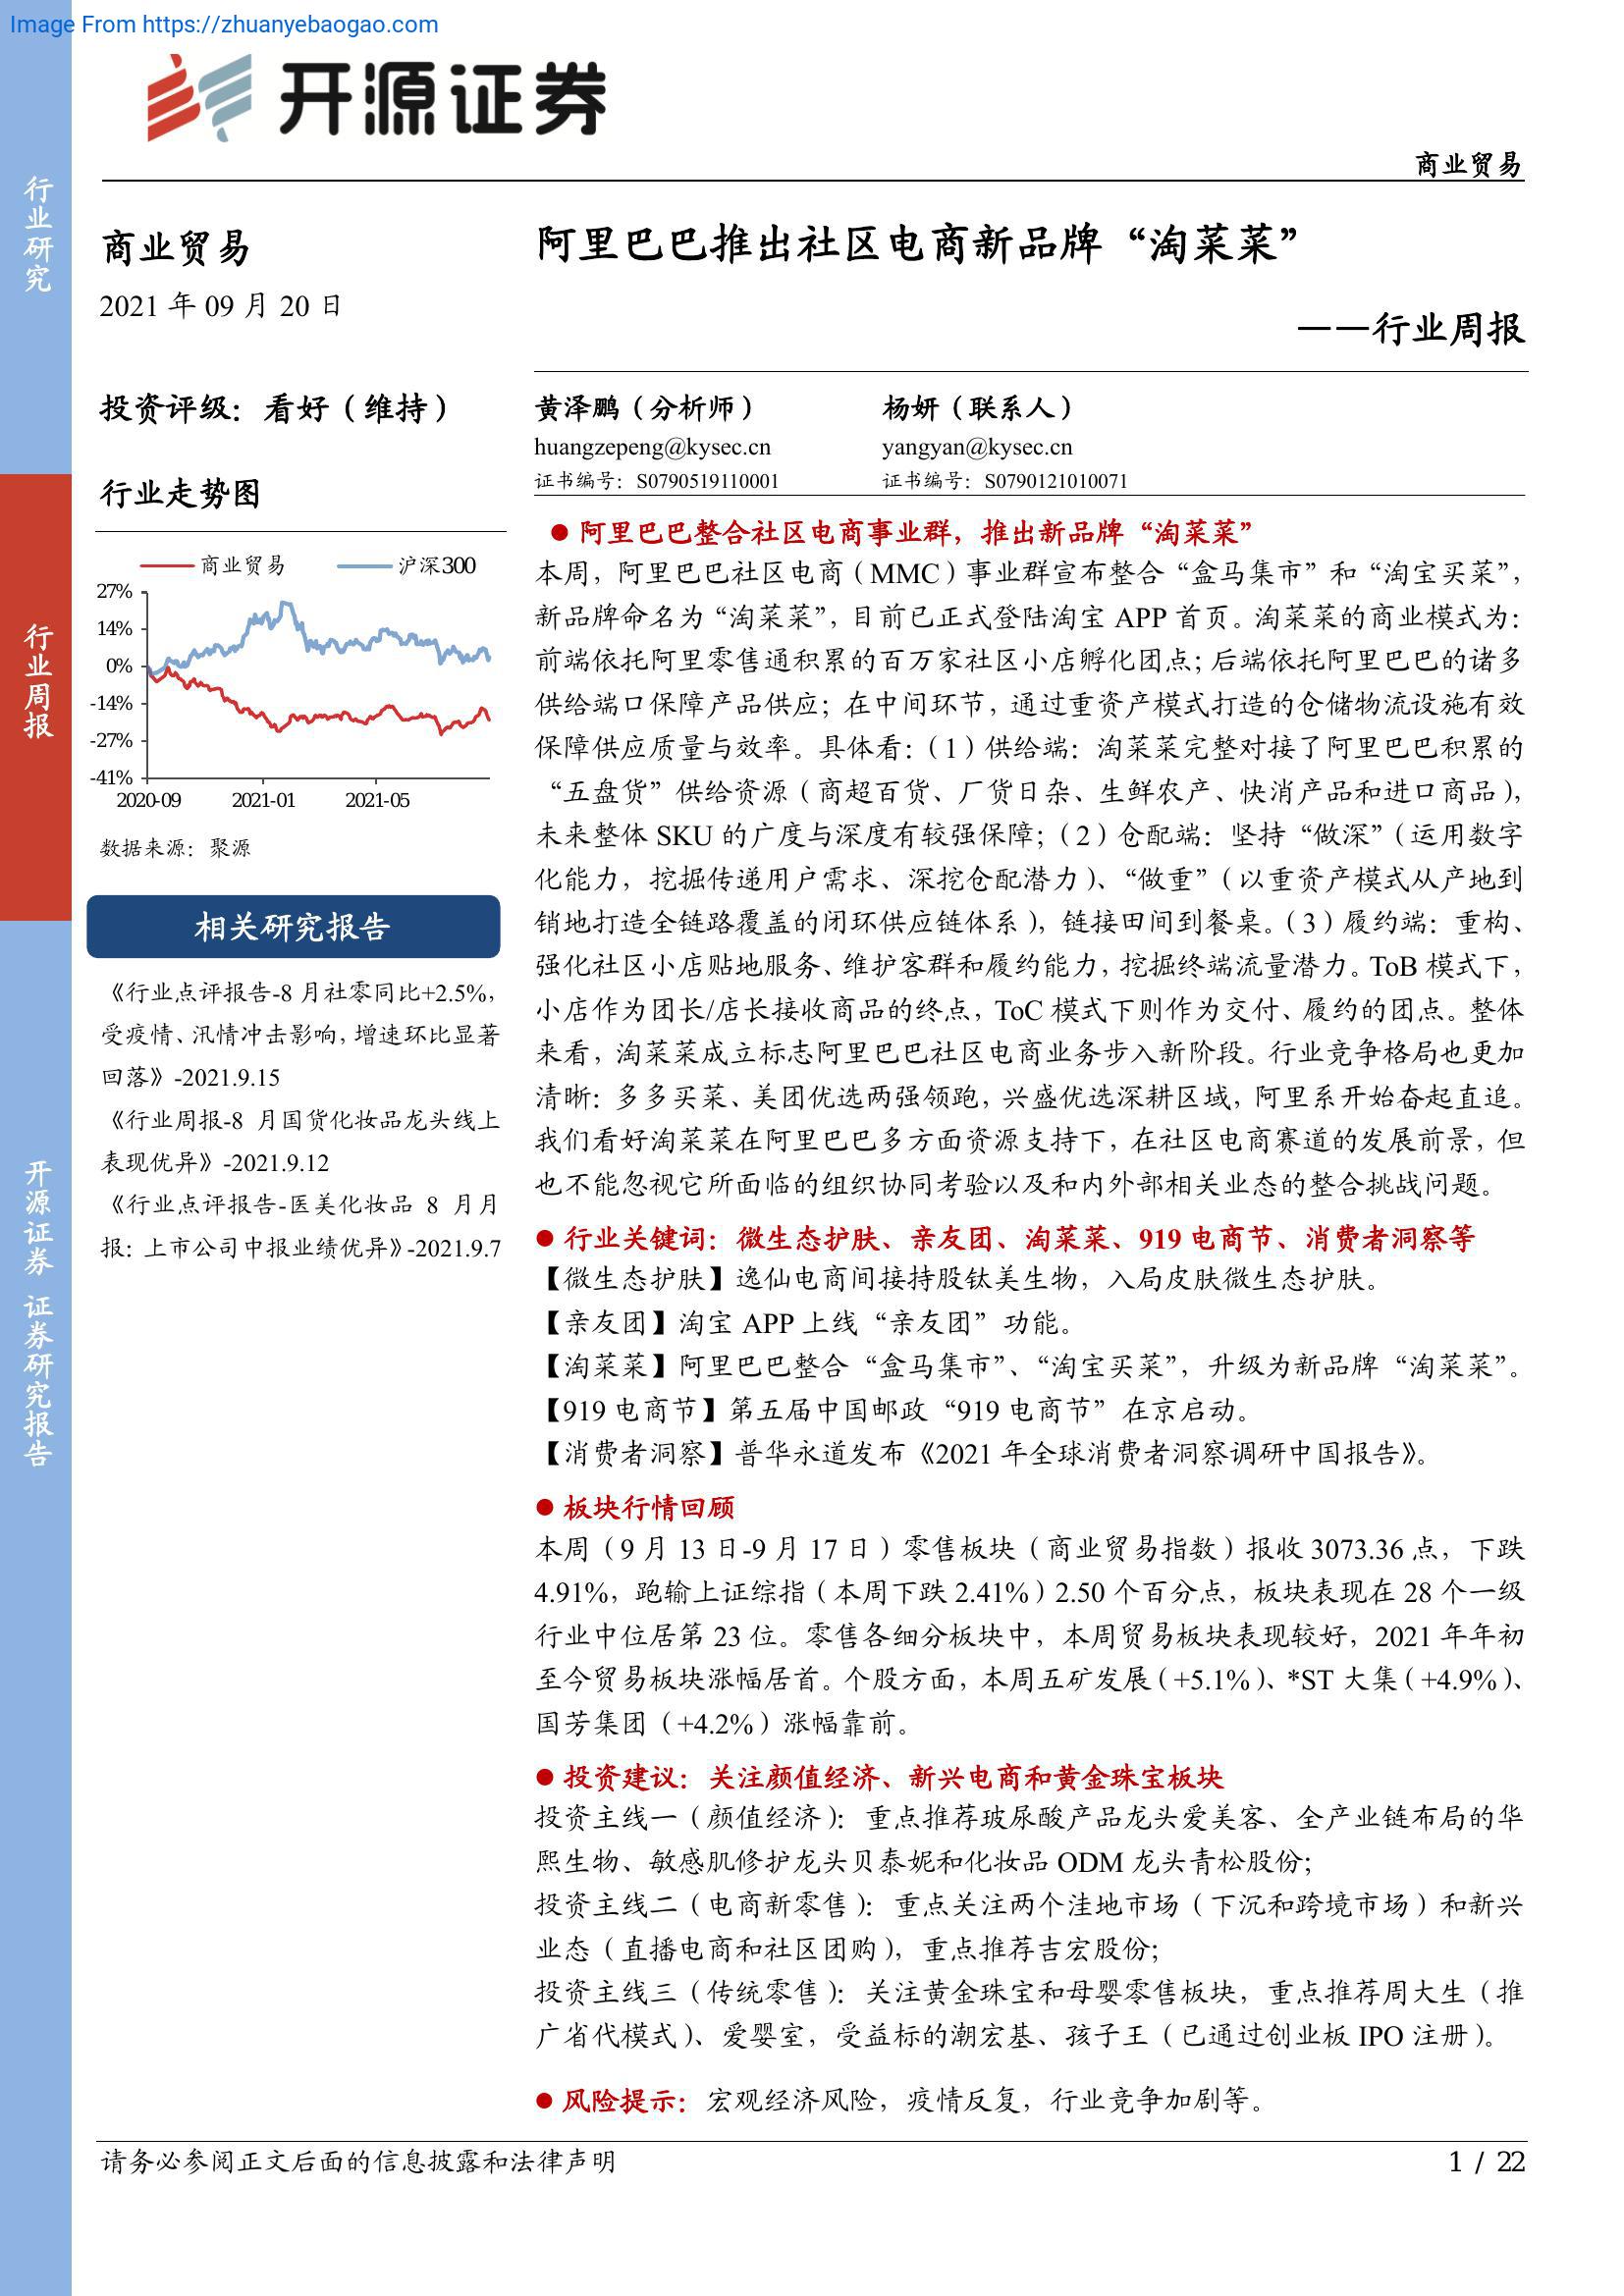 Image From https://zhuanyebaogao.com
开源证券
商业贸易
行业研究
行业周报
开源证券 证券研究报告
商业贸易
2021 年 09 月 20 日
投资评级：看好（维持）
行业走势图
商业贸易 沪深300
27%
14%
0%
-14%
-27%
-41%
2020-09 2021-01 2021-05
数据来源：聚源
相关研究报告
《行业点评报告-8 月社零同比+2.5%，
受疫情、汛情冲击影响，增速环比显著
回落》-2021.9.15
《行业周报-8 月国货化妆品龙头线上
表现优异》-2021.9.12
《行业点评报告-医美化妆品 8 月月
报：上市公司中报业绩优异》-2021.9.7
阿里巴巴推出社区电商新品牌“淘菜菜”
——行业周报
黄泽鹏（分析师） 杨妍（联系人）
huangzepeng@kysec.cn yangyan@kysec.cn
证书编号：S0790519110001 证书编号：S0790121010071
● 阿里巴巴整合社区电商事业群，推出新品牌“淘菜菜”
本周，阿里巴巴社区电商（MMC）事业群宣布整合“盒马集市”和“淘宝买菜”，
新品牌命名为“淘菜菜”，目前已正式登陆淘宝 APP 首页。淘菜菜的商业模式为：
前端依托阿里零售通积累的百万家社区小店孵化团点；后端依托阿里巴巴的诸多
供给端口保障产品供应；在中间环节，通过重资产模式打造的仓储物流设施有效
保障供应质量与效率。具体看：（1）供给端：淘菜菜完整对接了阿里巴巴积累的
“五盘货”供给资源（商超百货、厂货日杂、生鲜农产、快消产品和进口商品），
未来整体 SKU 的广度与深度有较强保障；（2）仓配端：坚持“做深”（运用数字
化能力，挖掘传递用户需求、深挖仓配潜力）、“做重”（以重资产模式从产地到
销地打造全链路覆盖的闭环供应链体系），链接田间到餐桌。（3）履约端：重构、
强化社区小店贴地服务、维护客群和履约能力，挖掘终端流量潜力。ToB 模式下，
小店作为团长/店长接收商品的终点，ToC 模式下则作为交付、履约的团点。整体
来看，淘菜菜成立标志阿里巴巴社区电商业务步入新阶段。行业竞争格局也更加
清晰：多多买菜、美团优选两强领跑，兴盛优选深耕区域，阿里系开始奋起直追。
我们看好淘菜菜在阿里巴巴多方面资源支持下，在社区电商赛道的发展前景，但
也不能忽视它所面临的组织协同考验以及和内外部相关业态的整合挑战问题。
● 行业关键词：微生态护肤、亲友团、淘菜菜、919 电商节、消费者洞察等
【微生态护肤】逸仙电商间接持股钛美生物，入局皮肤微生态护肤。
【亲友团】淘宝 APP 上线“亲友团”功能。
【淘菜菜】阿里巴巴整合“盒马集市”、“淘宝买菜”，升级为新品牌“淘菜菜”。
【919 电商节】第五届中国邮政“919 电商节”在京启动。
【消费者洞察】普华永道发布《2021 年全球消费者洞察调研中国报告》。
● 板块行情回顾
本周（9 月 13 日-9 月 17 日）零售板块（商业贸易指数）报收 3073.36 点，下跌
4.91%，跑输上证综指（本周下跌 2.41%）2.50 个百分点，板块表现在 28 个一级
行业中位居第 23 位。零售各细分板块中，本周贸易板块表现较好，2021 年年初
至今贸易板块涨幅居首。个股方面，本周五矿发展（+5.1%）、*ST 大集（+4.9%）、
国芳集团（+4.2%）涨幅靠前。
● 投资建议：关注颜值经济、新兴电商和黄金珠宝板块
投资主线一（颜值经济）：重点推荐玻尿酸产品龙头爱美客、全产业链布局的华
熙生物、敏感肌修护龙头贝泰妮和化妆品 ODM 龙头青松股份；
投资主线二（电商新零售）：重点关注两个洼地市场（下沉和跨境市场）和新兴
业态（直播电商和社区团购），重点推荐吉宏股份；
投资主线三（传统零售）：关注黄金珠宝和母婴零售板块，重点推荐周大生（推
广省代模式）、爱婴室，受益标的潮宏基、孩子王（已通过创业板 IPO 注册）。
● 风险提示：宏观经济风险，疫情反复，行业竞争加剧等。
请务必参阅正文后面的信息披露和法律声明 1 / 22